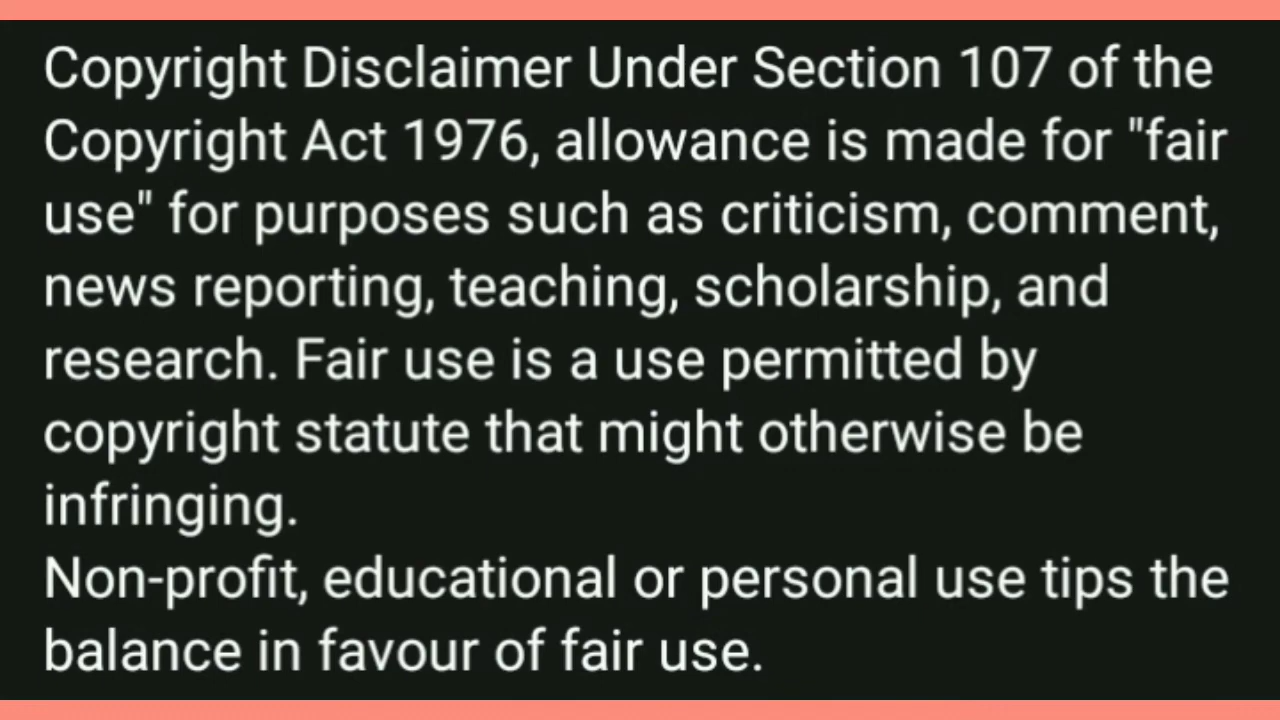 Copyright Disclaimer Under Section 107 of the
Copyright Act 1976, allowance is made for "fair
use" for purposes such as criticism, comment,
news reporting, teaching, scholarship, and
research. Fair use is a use permitted by
copyright statute that might otherwise be
infringing.
Non-profit, educational or personal use tips the
balance in favour of fair use.